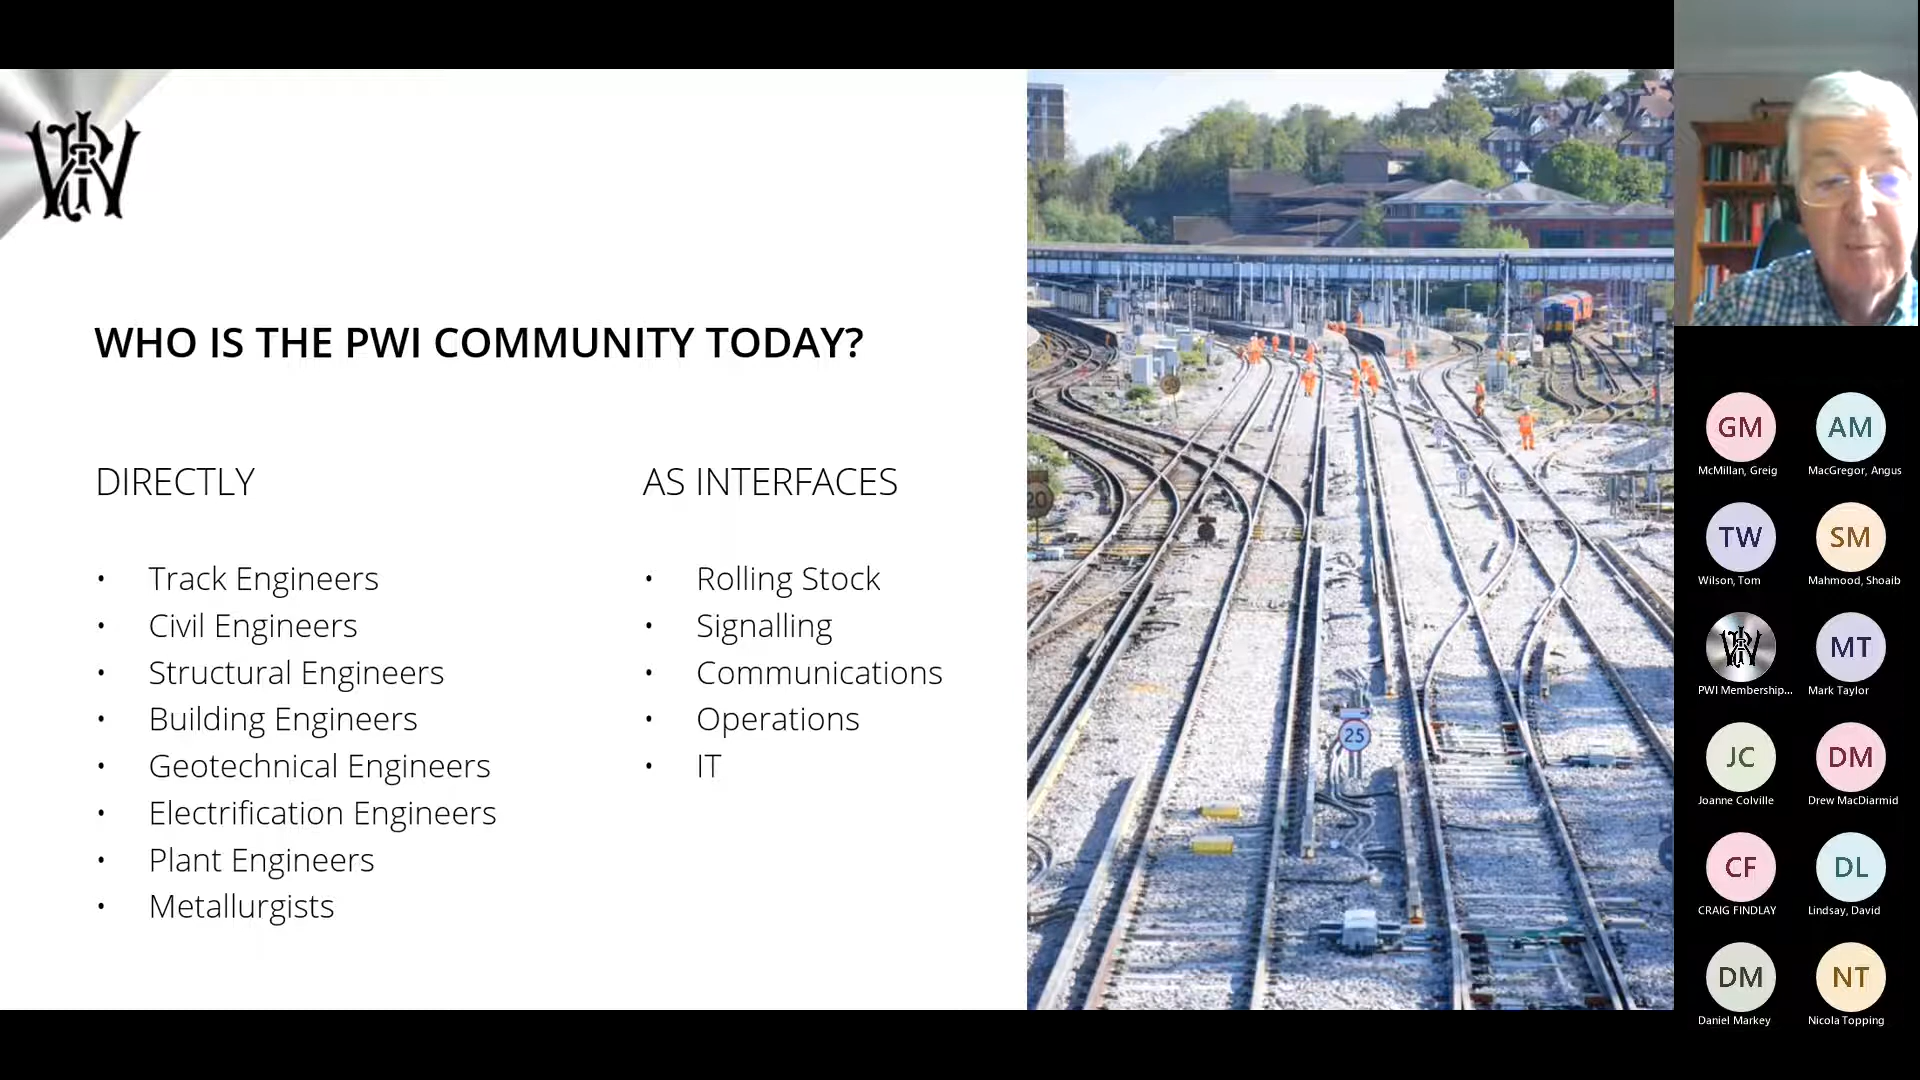 PWI
WHO IS THE PWI COMMUNITY TODAY?
DIRECTLY
• Track Engineers
• Civil Engineers
• Structural Engineers
• Building Engineers
• Geotechnical Engineers
• Electrification Engineers
• Plant Engineers
• Metallurgists
AS INTERFACES
• Rolling Stock
• Signalling
• Communications
• Operations
• IT
20
25
GM
McMillan, Greig
AM
MacGregor, Angus
TW
Wilson, Tom
SM
Mahmood, Shoaib
PWI
PWI Membership...
MT
Mark Taylor
JC
Joanne Colville
DM
Drew MacDiarmid
CF
CRAIG FINDLAY
DL
Lindsay, David
DM
Daniel Markey
NT
Nicola Topping